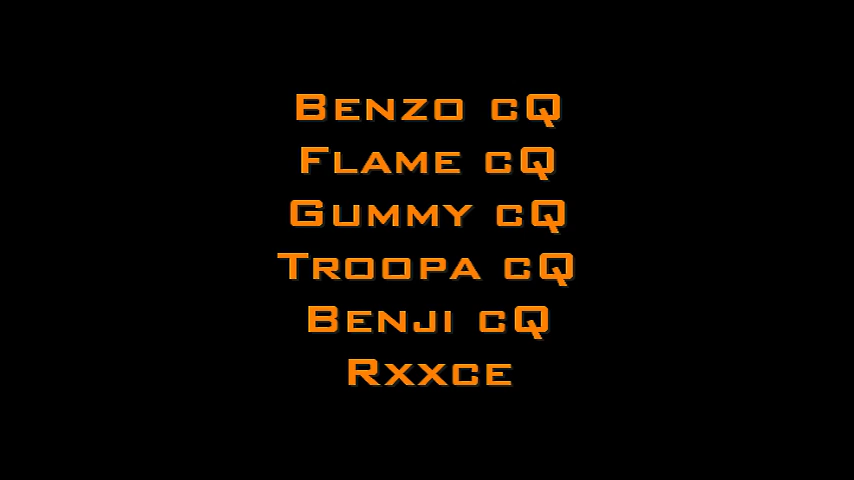 Benzo cQ
Flame cQ
Gummy cQ
Troopa cQ
Benji cQ
Rxxce